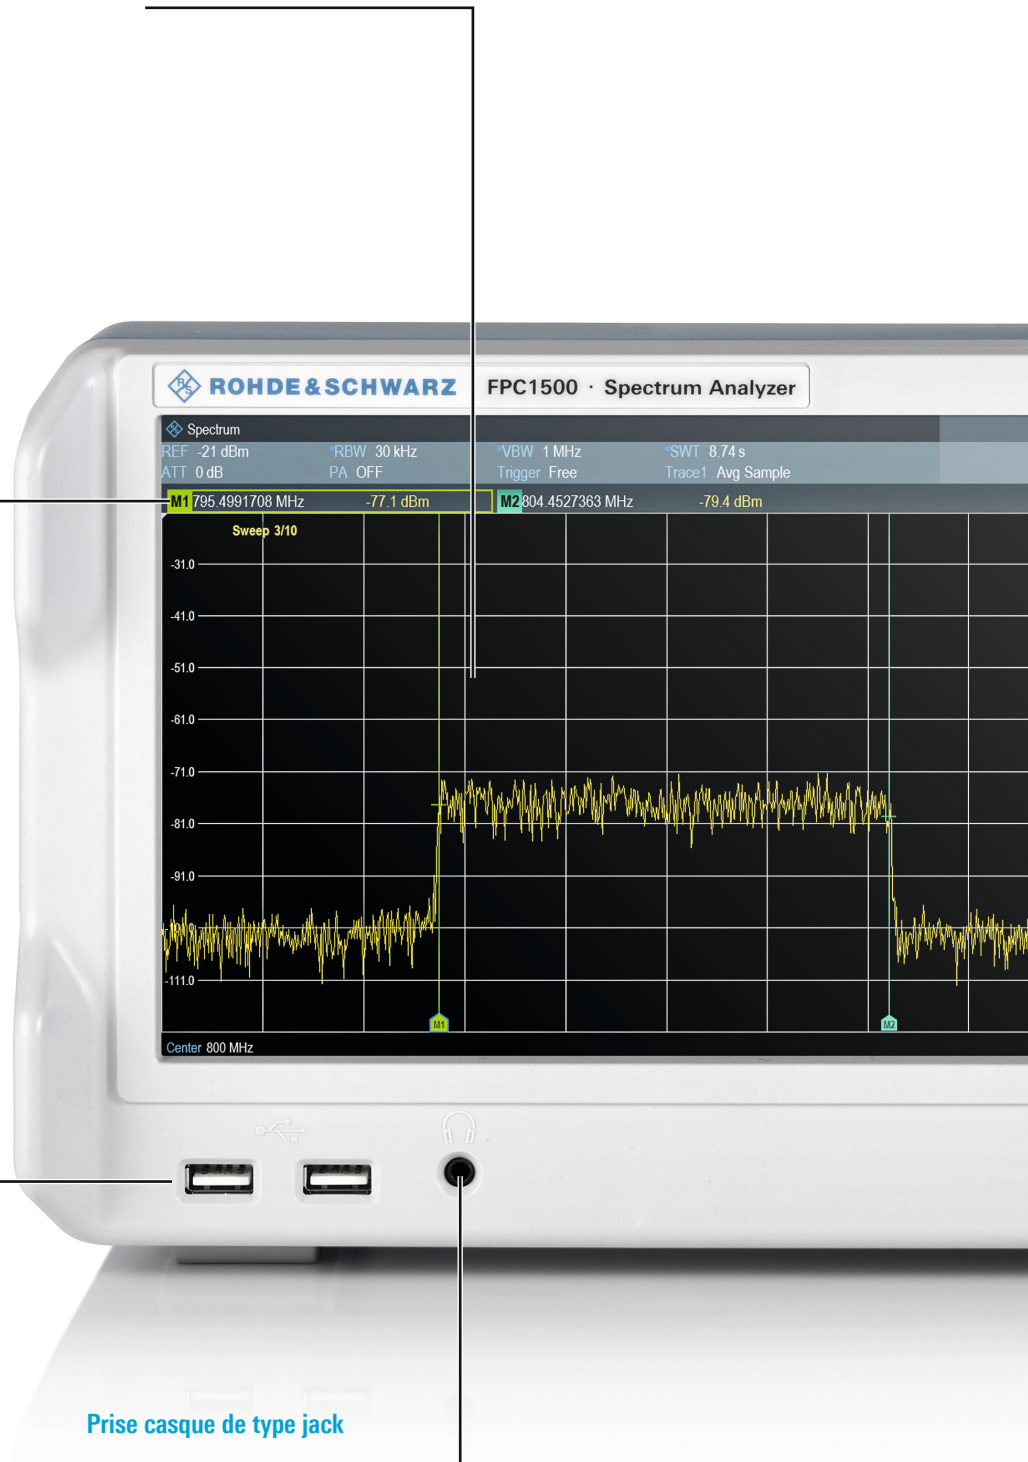 R&S ROHDE & SCHWARZ FPC1500 · Spectrum Analyzer
Spectrum
REF -21 dBm *RBW 30 kHz *VBW 1 MHz *SWT 8.74 s
ATT 0 dB PA OFF Trigger Free Trace1 Avg Sample
M1 795.4991708 MHz -77.1 dBm M2 804.4527363 MHz -79.4 dBm
Sweep 3/10
-31.0
-41.0
-51.0
-61.0
-71.0
-81.0
-91.0
-111.0
M1 M2
Center 800 MHz
Prise casque de type jack